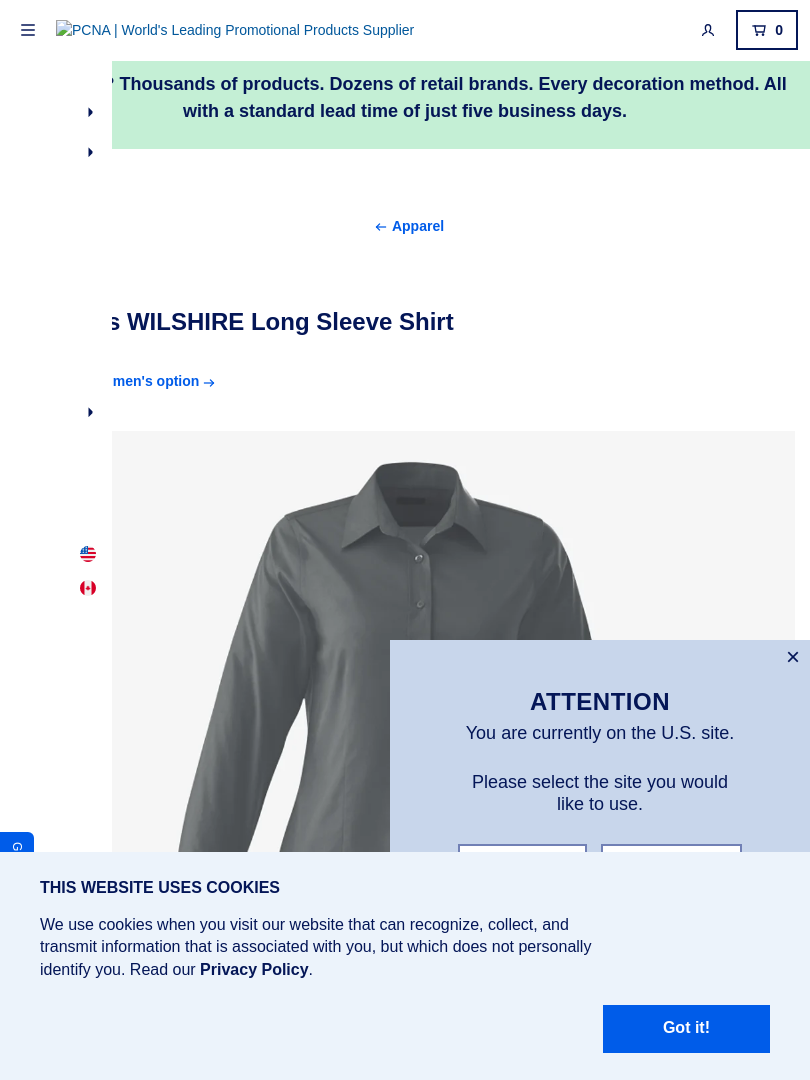 PCNA | World's Leading Promotional Products Supplier
0
Thousands of products. Dozens of retail brands. Every decoration method. All
with a standard lead time of just five business days.
Apparel
s WILSHIRE Long Sleeve Shirt
men's option
ATTENTION
You are currently on the U.S. site.
Please select the site you would
like to use.
G
THIS WEBSITE USES COOKIES
We use cookies when you visit our website that can recognize, collect, and
transmit information that is associated with you, but which does not personally
identify you. Read our Privacy Policy.
Got it!